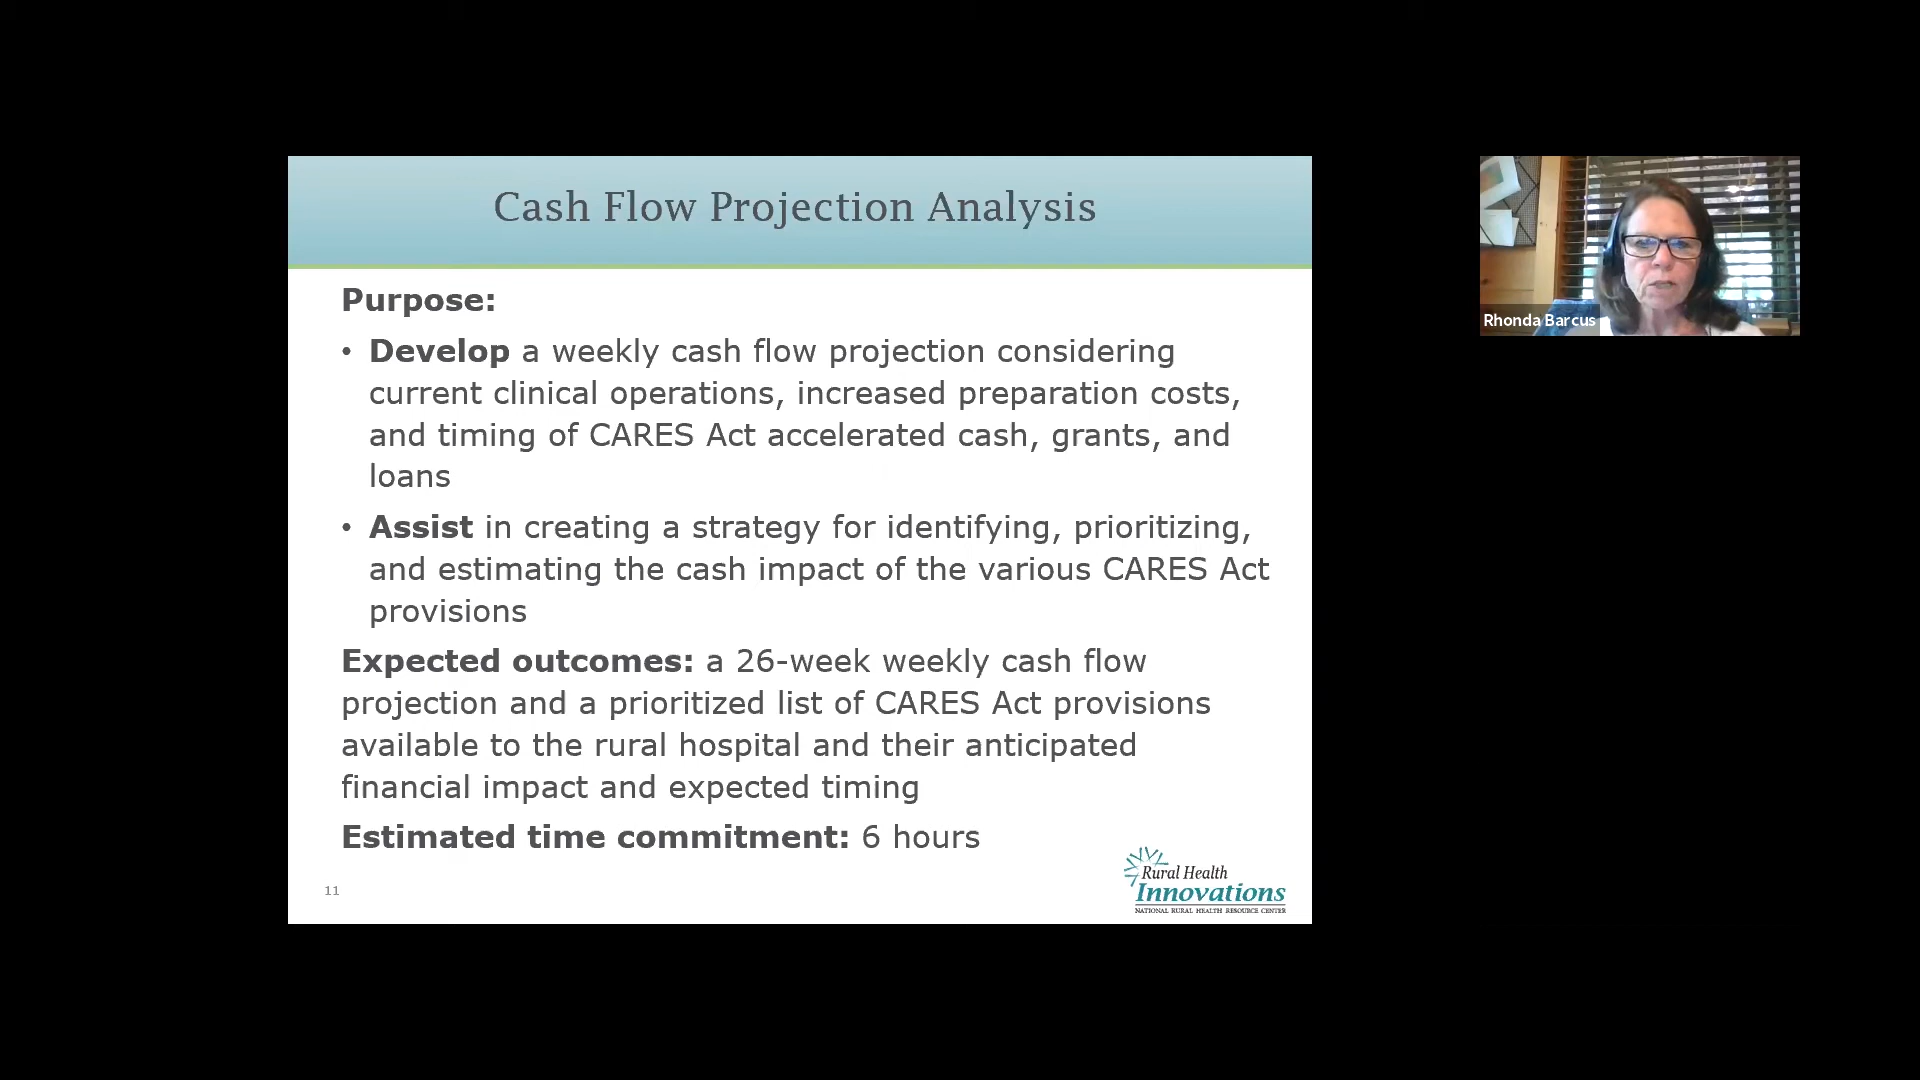 Cash Flow Projection Analysis
Purpose:
• Develop a weekly cash flow projection considering
current clinical operations, increased preparation costs,
and timing of CARES Act accelerated cash, grants, and
loans
• Assist in creating a strategy for identifying, prioritizing,
and estimating the cash impact of the various CARES Act
provisions
Expected outcomes: a 26-week weekly cash flow
projection and a prioritized list of CARES Act provisions
available to the rural hospital and their anticipated
financial impact and expected timing
Estimated time commitment: 6 hours
11
Rural Health
Innovations
NATIONAL RURAL HEALTH RESOURCE CENTER
Rhonda Barcus